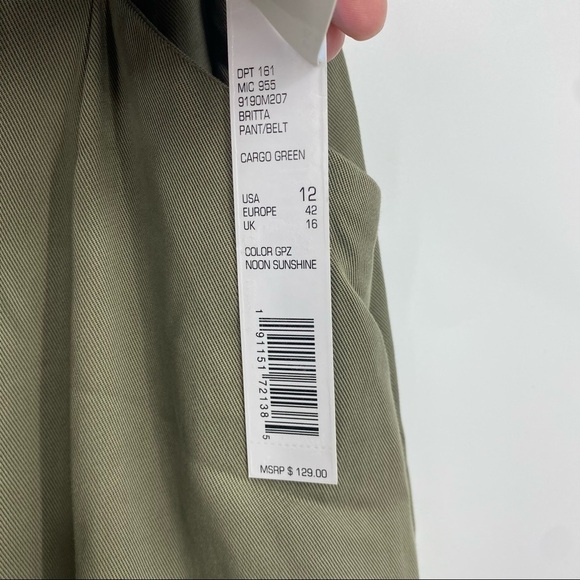 DPT 161
MIC 955
9190M207
BRITTA
PANT/BELT
CARGO GREEN
USA 12
EUROPE 42
UK 16
COLOR GPZ
NOON SUNSHINE
1 91151 72138 5
MSRP $ 129.00